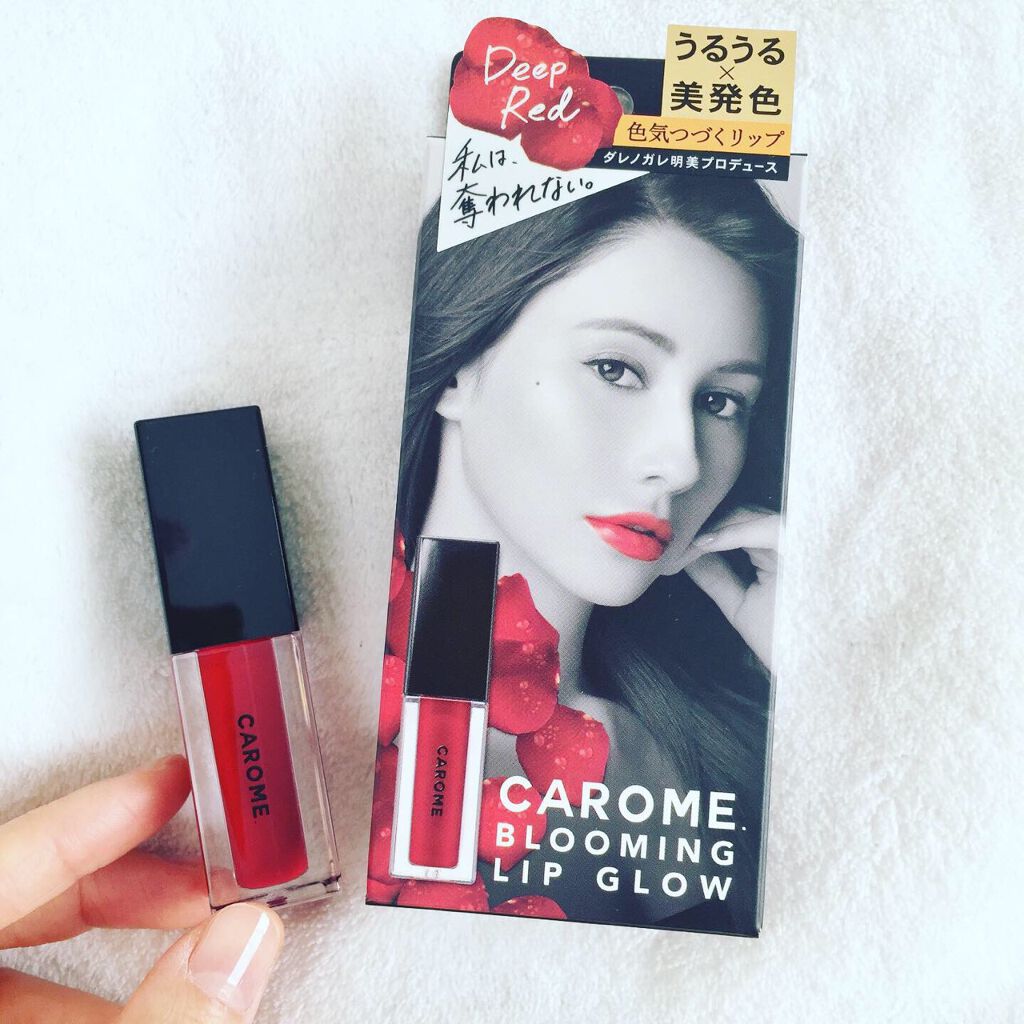 Deep
Red
うるうる
×
美発色
色気つづくリップ
ダレノガレ明美プロデュース
私は、
奪われない。
CAROME.
CAROME.
CAROME.
BLOOMING
LIP GLOW